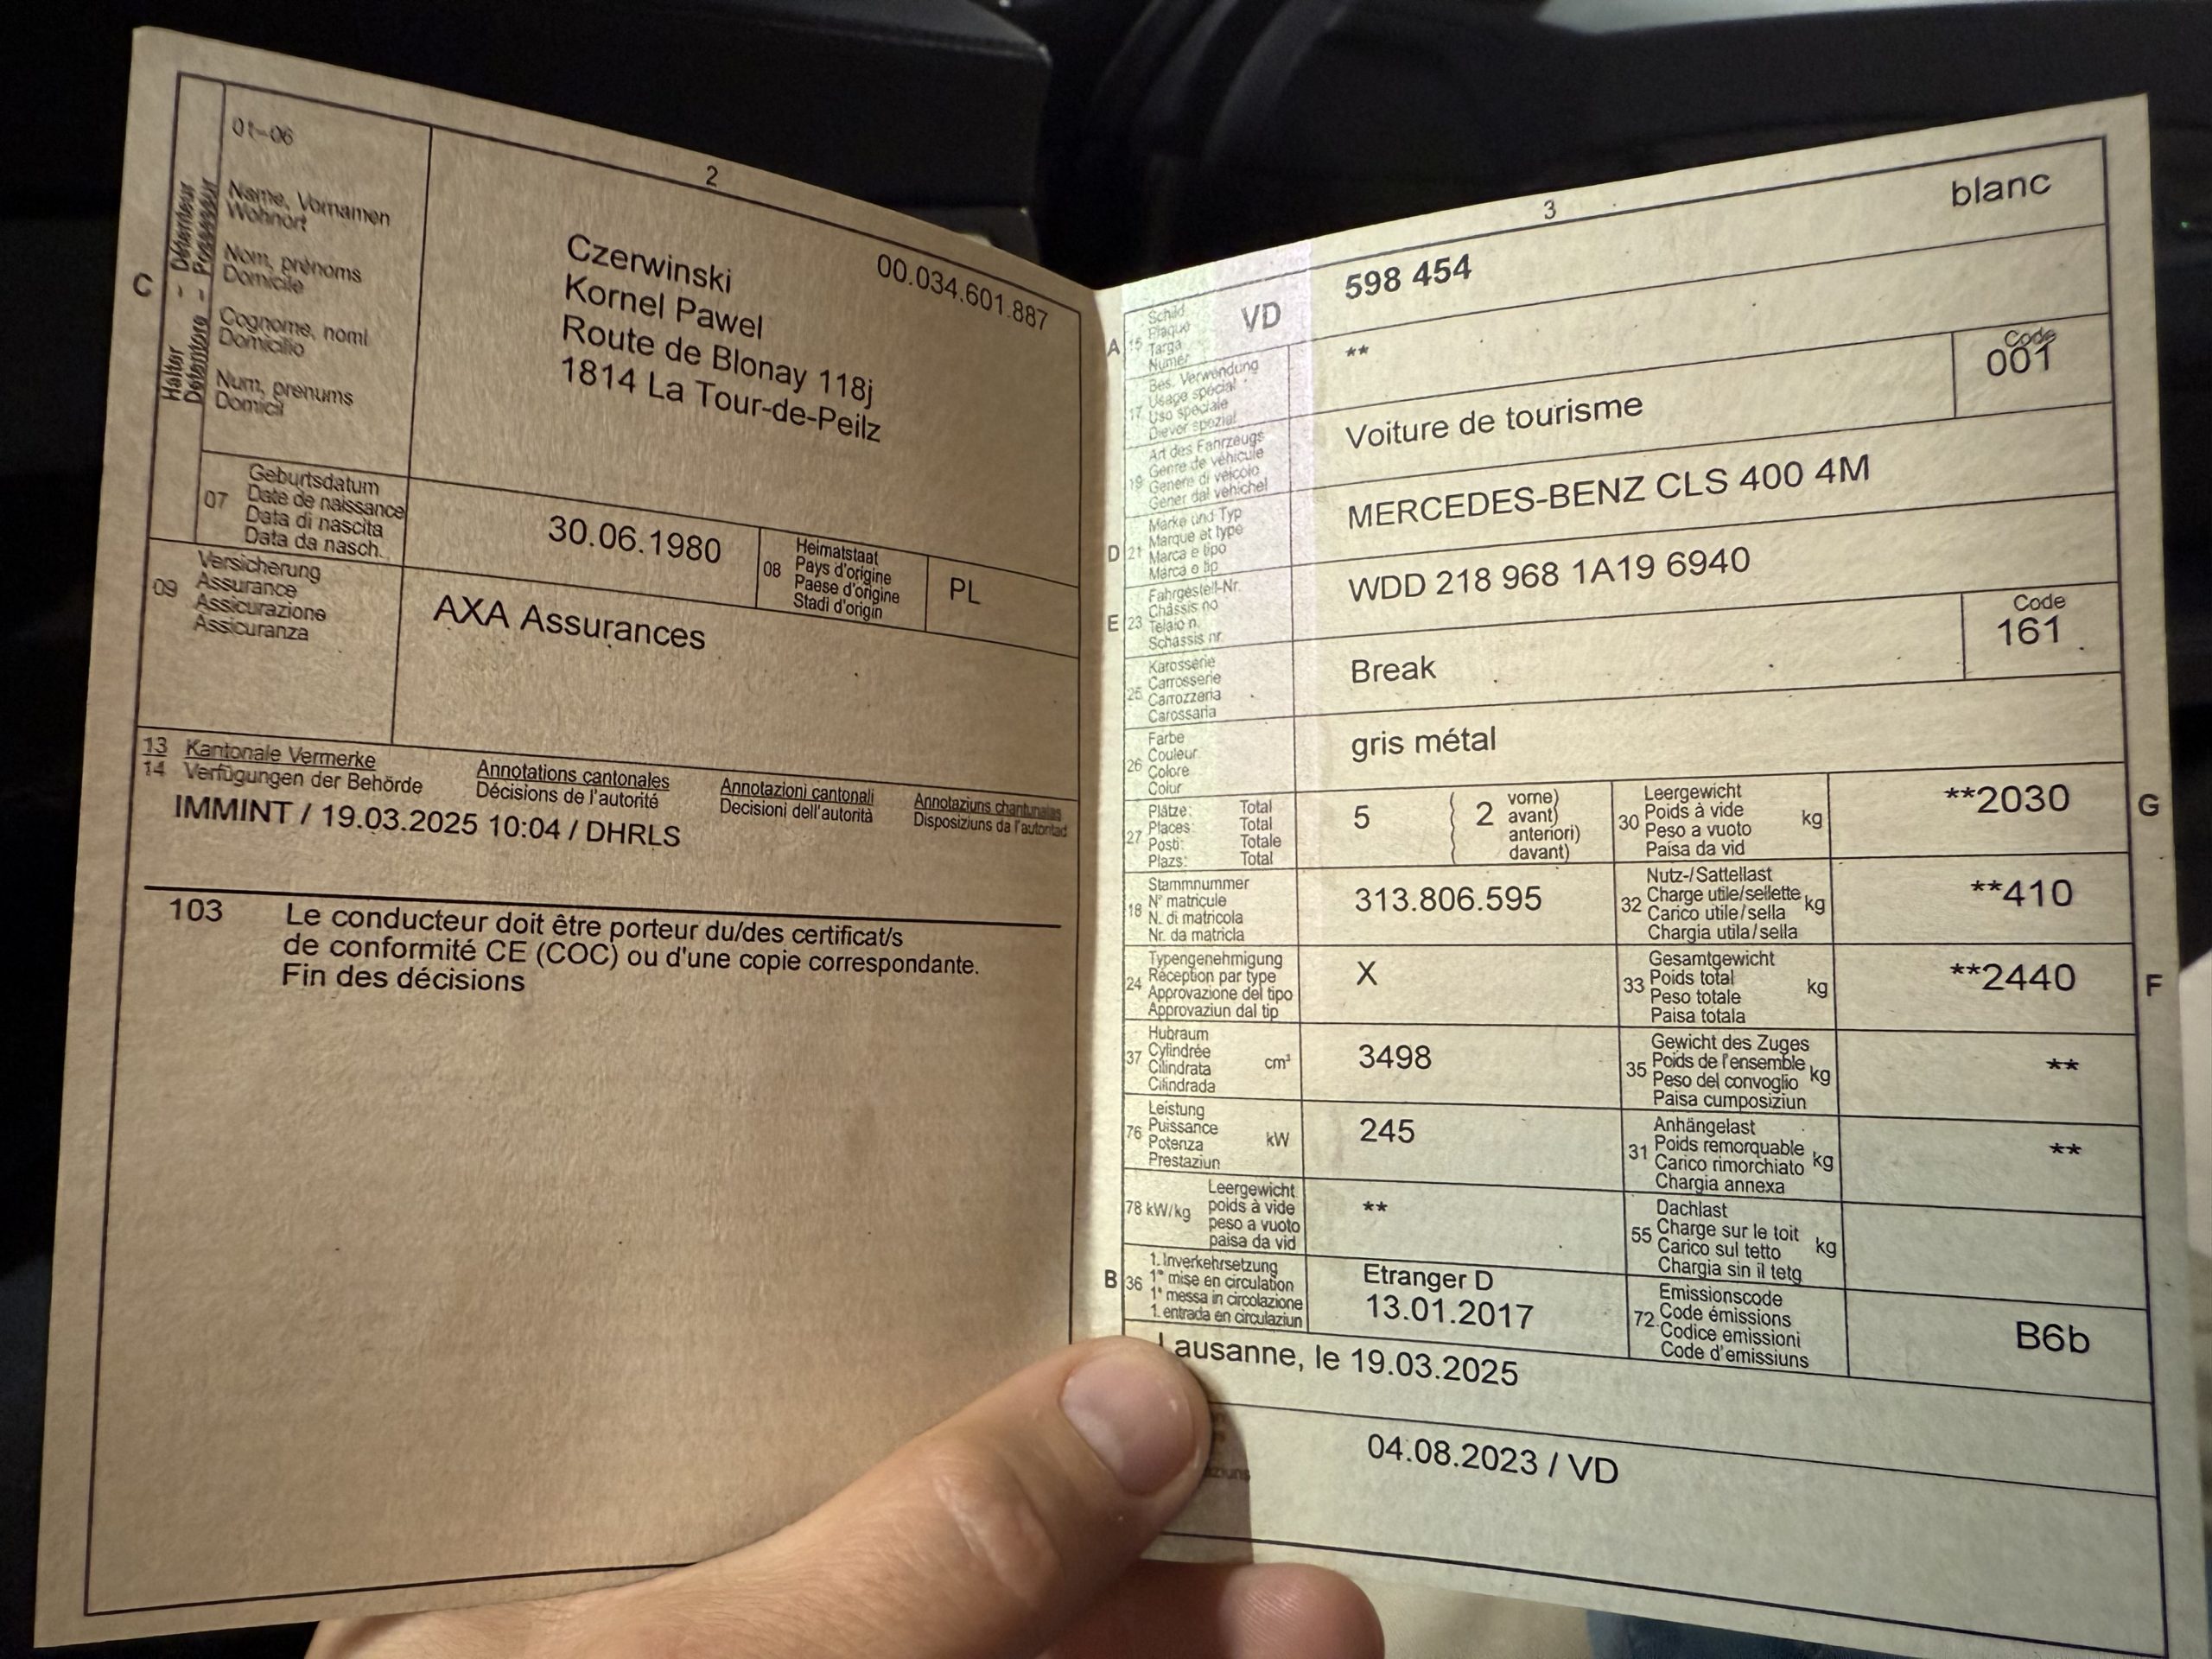 2
C
Halter - Détenteur
Detentore - Possessur
01-06
Name, Vornamen
Wohnort
Nom, prénoms
Domicile
Cognome, nomi
Domicilio
Num, prenums
Domicil
00.034.601.887
Czerwinski
Kornel Pawel
Route de Blonay 118j
1814 La Tour-de-Peilz
07
Geburtsdatum
Date de naissance
Data di nascita
Data da nasch.
30.06.1980
08
Heimatstaat
Pays d'origine
Paese d'origine
Stadi d'origin
PL
09
Versicherung
Assurance
Assicurazione
Assicuranza
AXA Assurances
13 Kantonale Vermerke
14 Verfügungen der Behörde
Annotations cantonales
Décisions de l'autorité
Annotazioni cantonali
Decisioni dell'autorità
Annotaziuns chantunalas
Disposiziuns da l'autoritad
IMMINT / 19.03.2025 10:04 / DHRLS
103 Le conducteur doit être porteur du/des certificat/s
de conformité CE (COC) ou d'une copie correspondante.
Fin des décisions
3
blanc
A 15
Schild
Plaque
Targa
Numer
VD
598 454
17
Bes. Verwendung
Usage spécial
Uso speciale
Diever spezial
**
19
Art des Fahrzeugs
Genre de véhicule
Genere di veicolo
Gener dal vehichel
Voiture de tourisme
Code
001
D 21
Marke und Typ
Marque et type
Marca e tipo
Marca e tip
MERCEDES-BENZ CLS 400 4M
E 23
Fahrgestell-Nr.
Châssis no
Telaio n.
Schassis nr.
WDD 218 968 1A19 6940
25
Karosserie
Carrosserie
Carrozzeria
Carossaria
Break
Code
161
26
Farbe
Couleur
Colore
Colur
gris métal
27
Plätze: Total
Places: Total
Posti: Totale
Plazs: Total
5
( 2 vorne)
avant)
anteriori)
davant)
30
Leergewicht
Poids à vide
Peso a vuoto
Paisa da vid
kg
**2030
G
18
Stammnummer
N° matricule
N. di matricola
Nr. da matricla
313.806.595
32
Nutz-/Sattellast
Charge utile/sellette
Carico utile/sella
Chargia utila/sella
kg
**410
24
Typengenehmigung
Réception par type
Approvazione del tipo
Approvaziun dal tip
X
33
Gesamtgewicht
Poids total
Peso totale
Paisa totala
kg
**2440
F
37
Hubraum
Cylindrée
Cilindrata
Cilindrada
cm³
3498
35
Gewicht des Zuges
Poids de l'ensemble
Peso del convoglio
Paisa cumposiziun
kg
**
76
Leistung
Puissance
Potenza
Prestaziun
kW
245
31
Anhängelast
Poids remorquable
Carico rimorchiato
Chargia annexa
kg
**
78 kW/kg
Leergewicht
poids à vide
peso a vuoto
paisa da vid
**
55
Dachlast
Charge sur le toit
Carico sul tetto
Chargia sin il tetg
kg
B 36
1. Inverkehrsetzung
1ᵉ mise en circulation
1ᵃ messa in circolazione
1. entrada en circulaziun
Etranger D
13.01.2017
72
Emissionscode
Code émissions
Codice emissioni
Code d'emissiuns
B6b
Lausanne, le 19.03.2025
04.08.2023 / VD